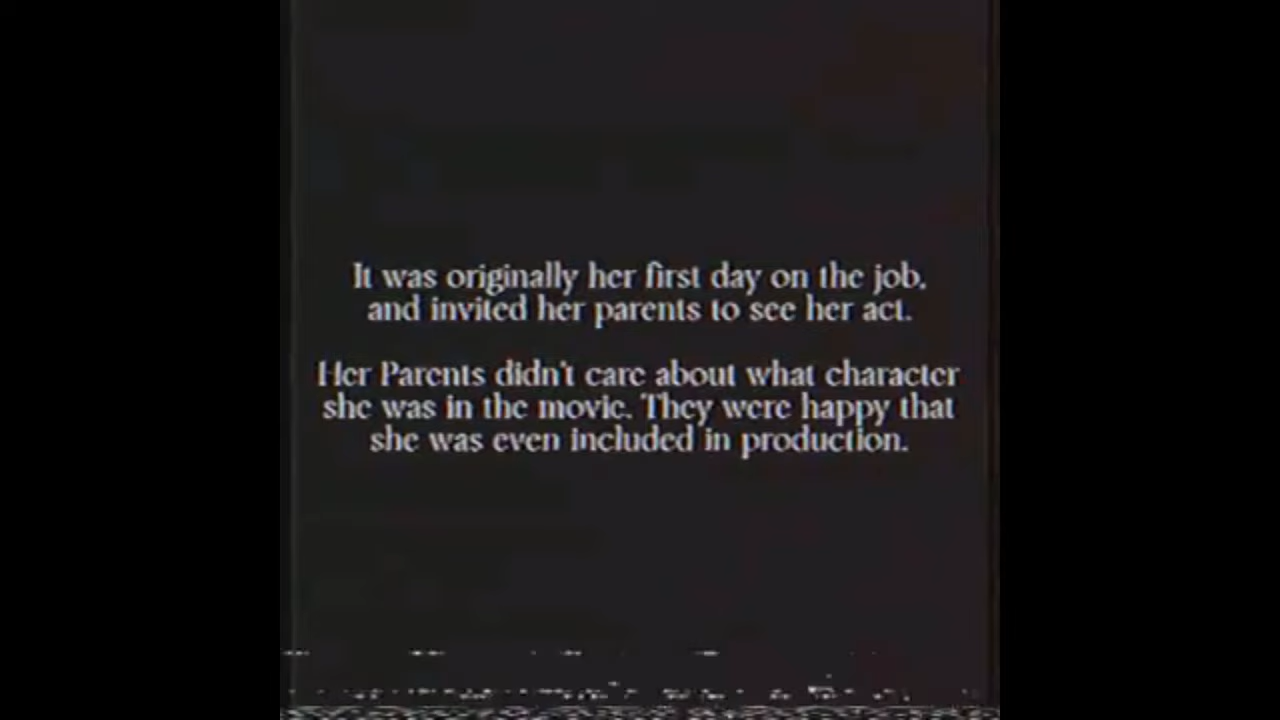 It was originally her first day on the job,
and invited her parents to see her act.
Her Parents didn't care about what character
she was in the movie. They were happy that
she was even included in production.